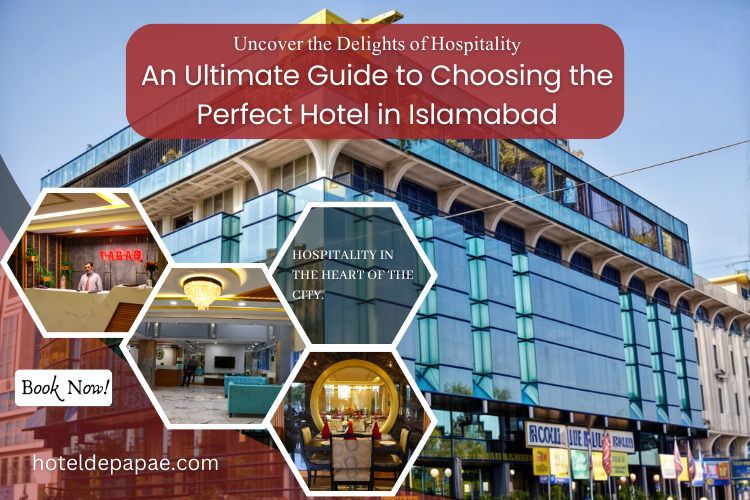 Uncover the Delights of Hospitality
An Ultimate Guide to Choosing the
Perfect Hotel in Islamabad
TABAQ
HOSPITALITY IN
THE HEART OF THE
CITY.
Book Now!
hoteldepapae.com